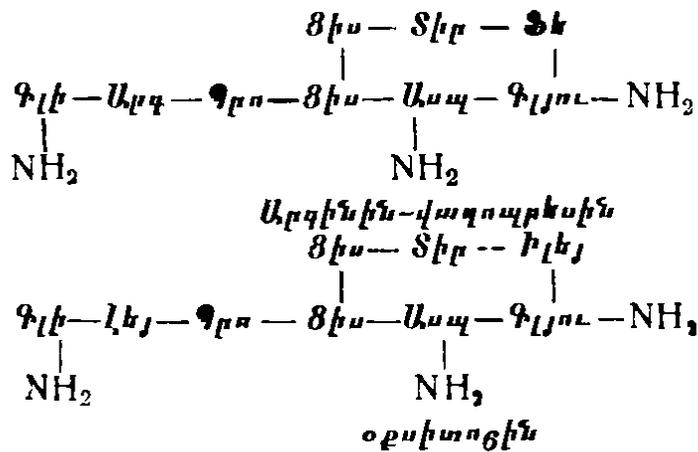 Ցիս — Տիր — Ֆե
Գլի — Արգ — Պրո — Ցիս — Ասպ — Գլյու — NH₂
NH₂ NH₂
Արգինին-վազոպրեսին
Ցիս — Տիր -- Իլեյ
Գլի — Լեյ — Պրո — Ցիս — Ասպ — Գլյու — NH₂
NH₂ NH₂
օքսիտոցին